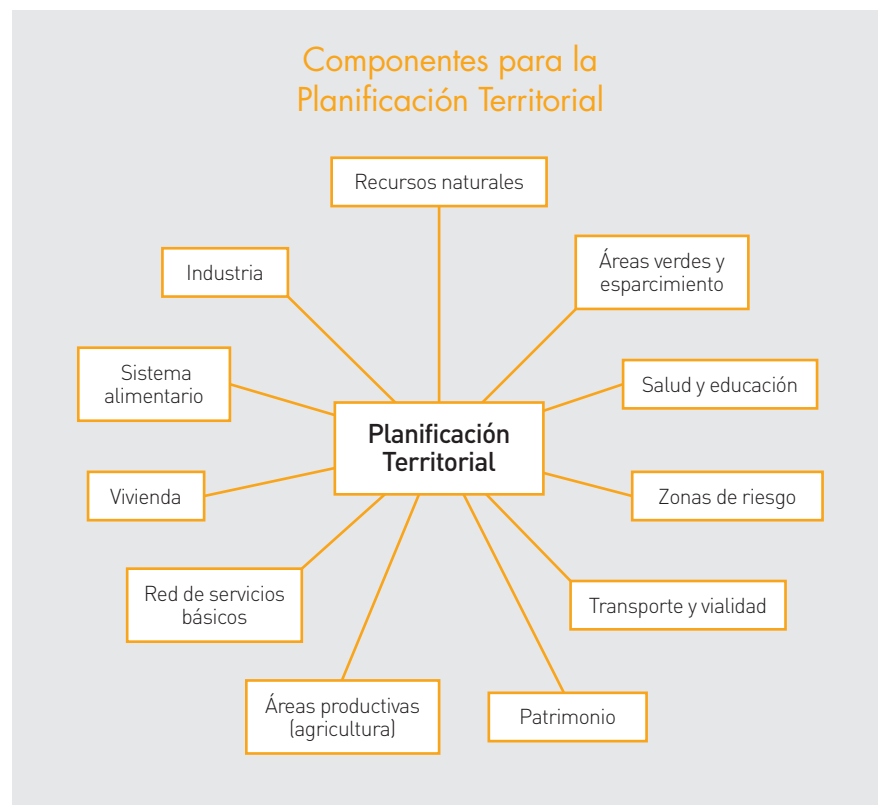 Componentes para la
Planificación Territorial
Recursos naturales
Industria
Áreas verdes y
esparcimiento
Sistema
alimentario
Salud y educación
Planificación
Territorial
Vivienda
Zonas de riesgo
Red de servicios
básicos
Transporte y vialidad
Áreas productivas
(agricultura)
Patrimonio